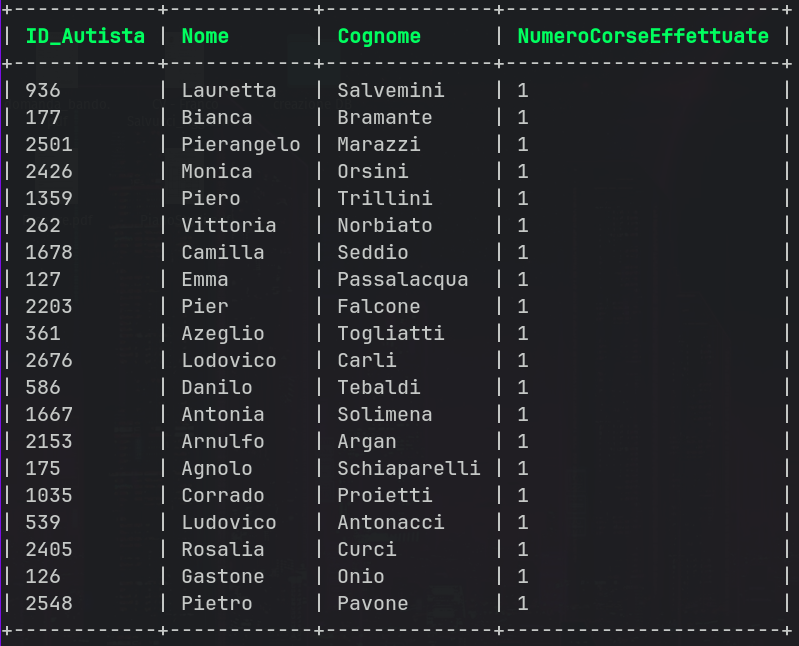 +------------+------------+--------------+----------------------+
| ID_Autista | Nome       | Cognome      | NumeroCorseEffettuate |
+------------+------------+--------------+----------------------+
| 936        | Lauretta   | Salvemini    | 1                     |
| 177        | Bianca     | Bramante     | 1                     |
| 2501       | Pierangelo | Marazzi      | 1                     |
| 2426       | Monica     | Orsini       | 1                     |
| 1359       | Piero      | Trillini     | 1                     |
| 262        | Vittoria   | Norbiato     | 1                     |
| 1678       | Camilla    | Seddio       | 1                     |
| 127        | Emma       | Passalacqua  | 1                     |
| 2203       | Pier       | Falcone      | 1                     |
| 361        | Azeglio    | Togliatti    | 1                     |
| 2676       | Lodovico   | Carli        | 1                     |
| 586        | Danilo     | Tebaldi      | 1                     |
| 1667       | Antonia    | Solimena     | 1                     |
| 2153       | Arnulfo    | Argan        | 1                     |
| 175        | Agnolo     | Schiaparelli | 1                     |
| 1035       | Corrado    | Proietti     | 1                     |
| 539        | Ludovico   | Antonacci    | 1                     |
| 2405       | Rosalia    | Curci        | 1                     |
| 126        | Gastone    | Onio         | 1                     |
| 2548       | Pietro     | Pavone       | 1                     |
+------------+------------+--------------+----------------------+